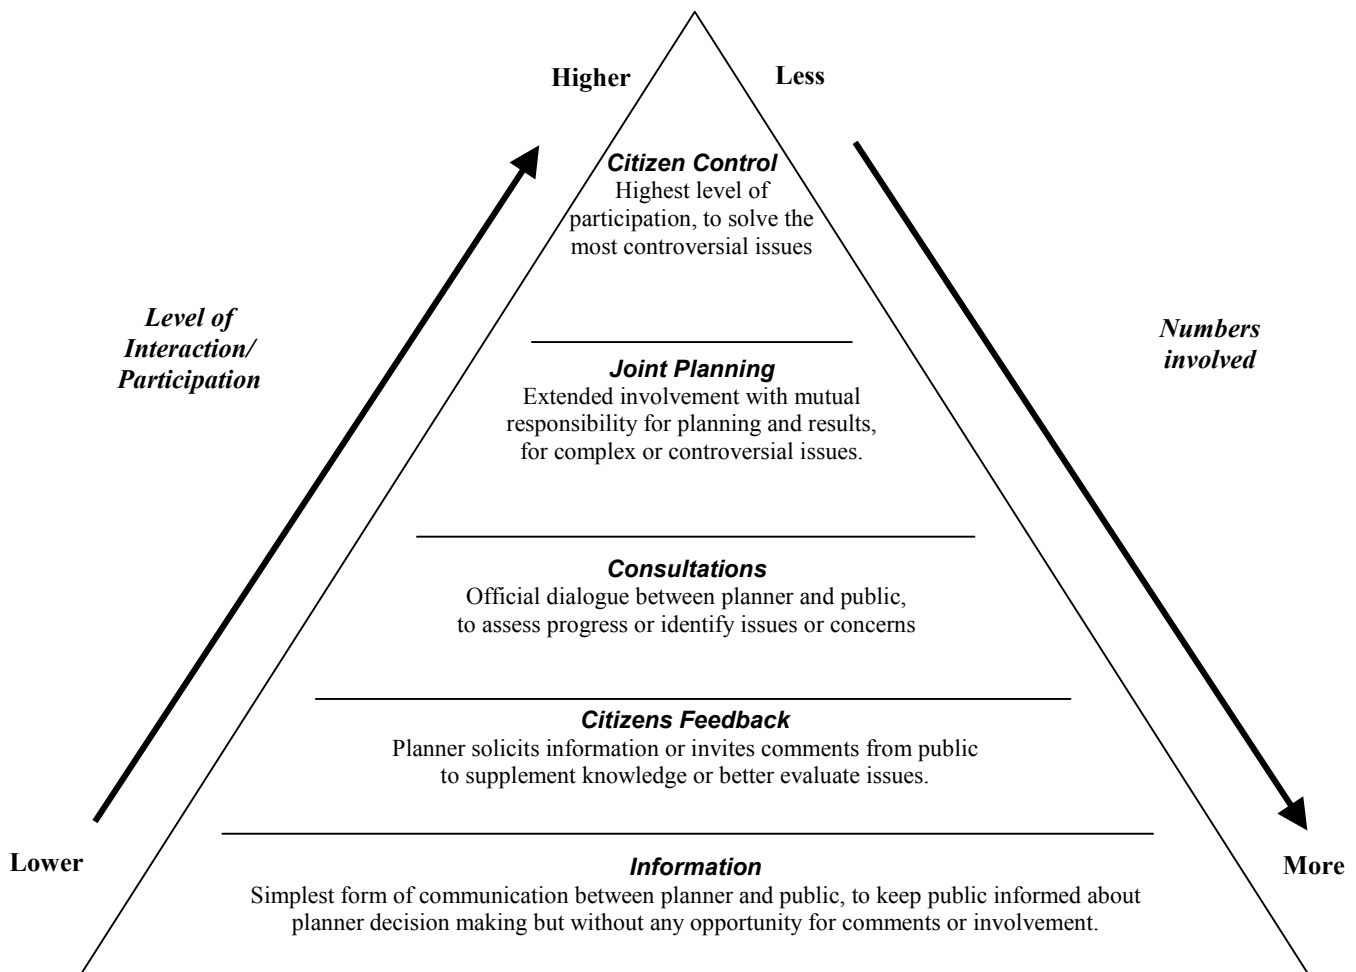 Higher
Less
Citizen Control
Highest level of
participation, to solve the
most controversial issues
Level of
Interaction/
Participation
Numbers
involved
Joint Planning
Extended involvement with mutual
responsibility for planning and results,
for complex or controversial issues.
Consultations
Official dialogue between planner and public,
to assess progress or identify issues or concerns
Citizens Feedback
Planner solicits information or invites comments from public
to supplement knowledge or better evaluate issues.
Lower
More
Information
Simplest form of communication between planner and public, to keep public informed about
planner decision making but without any opportunity for comments or involvement.